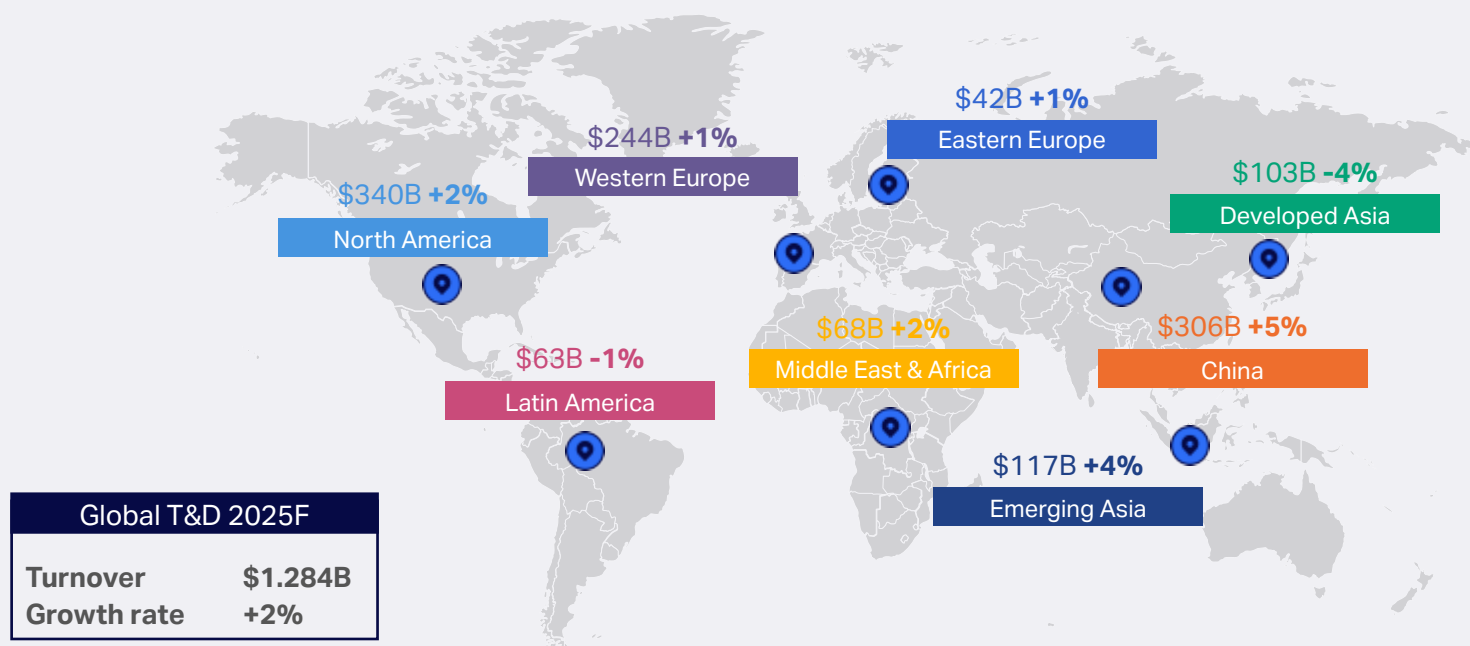 $42B +1%
Eastern Europe
$244B +1%
Western Europe
$103B -4%
Developed Asia
$340B +2%
North America
$68B +2%
Middle East & Africa
$306B +5%
China
$63B -1%
Latin America
$117B +4%
Emerging Asia
Global T&D 2025F
Turnover $1.284B
Growth rate +2%